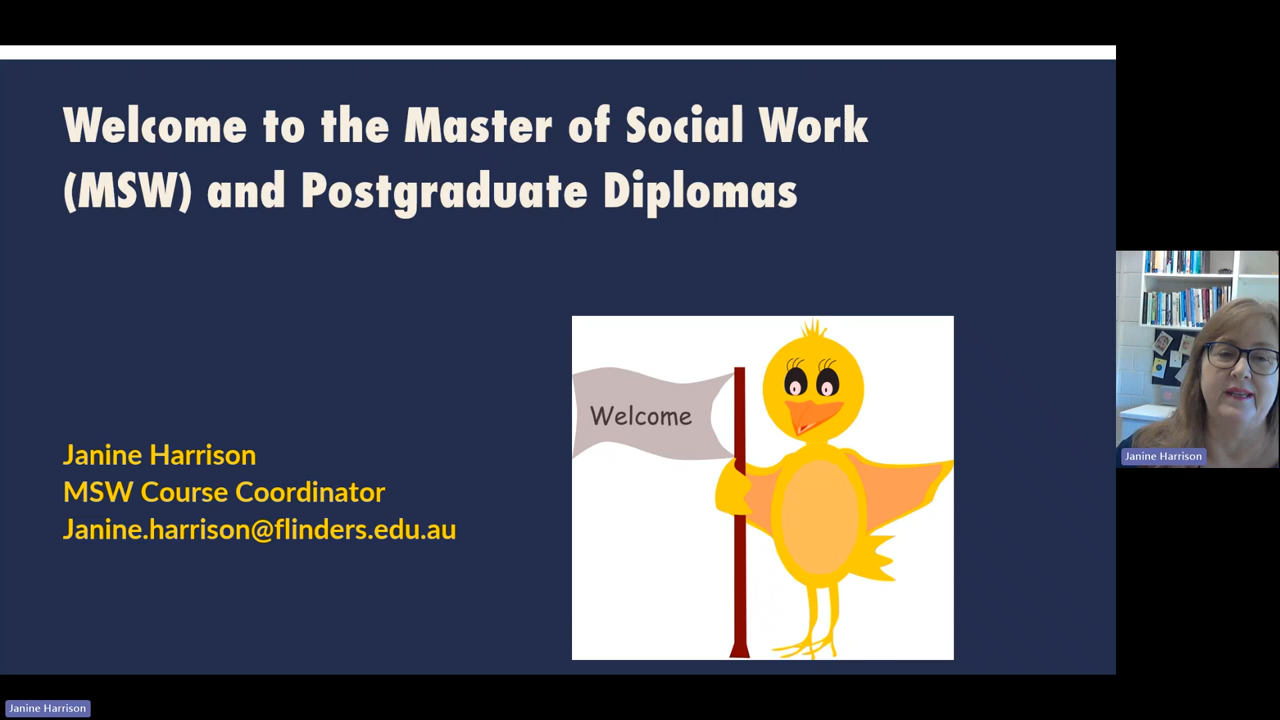 Welcome to the Master of Social Work
(MSW) and Postgraduate Diplomas
Welcome
Janine Harrison
MSW Course Coordinator
Janine.harrison@flinders.edu.au
Janine Harrison
Janine Harrison